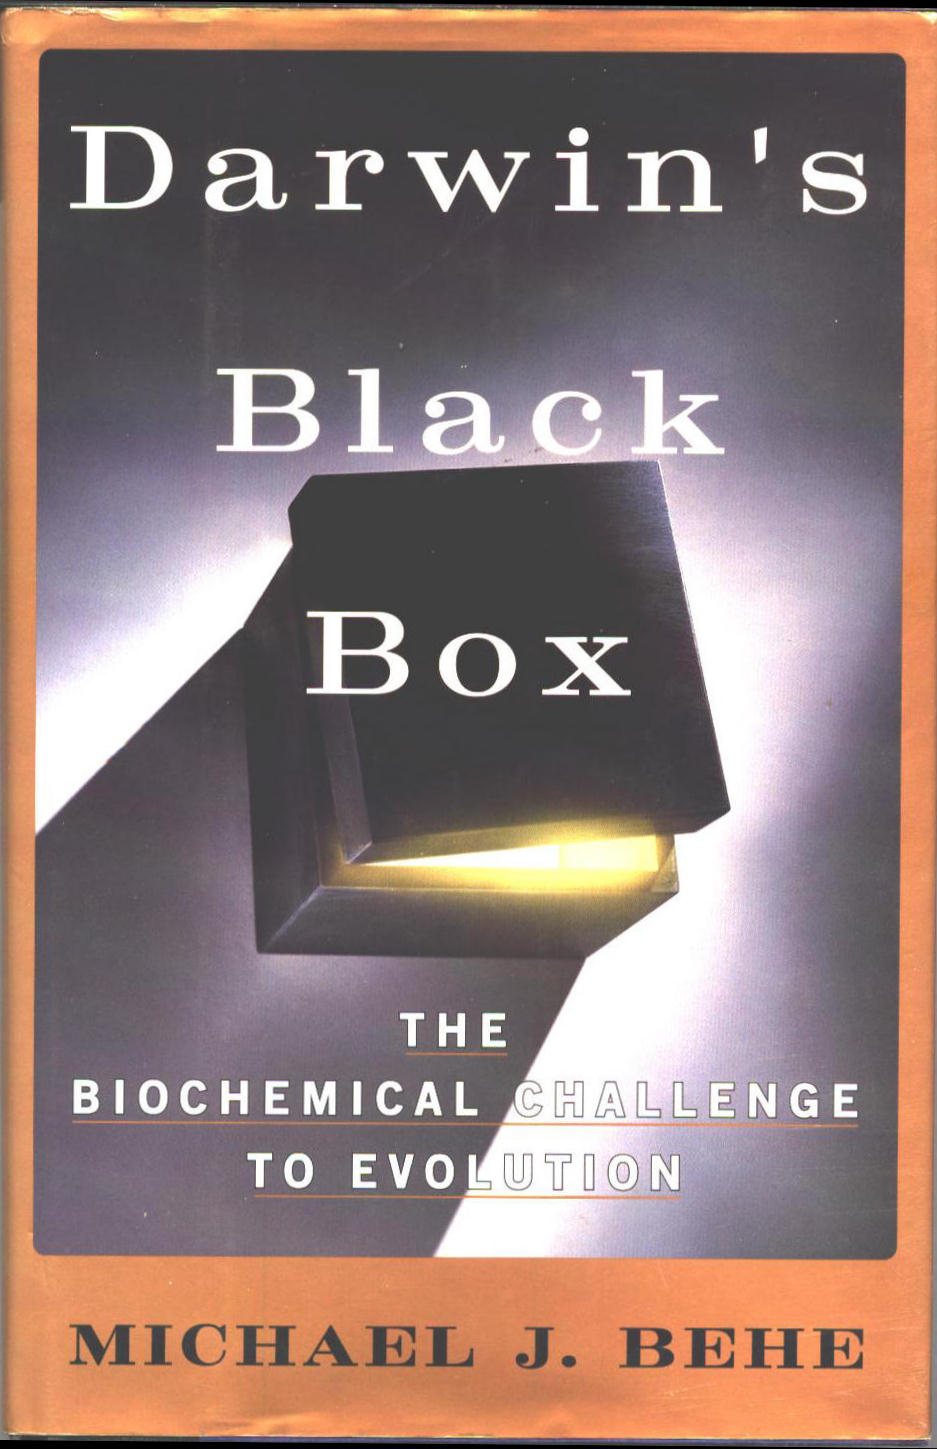 Darwin's
Black
Box
THE
BIOCHEMICAL CHALLENGE
TO EVOLUTION
MICHAEL J. BEHE